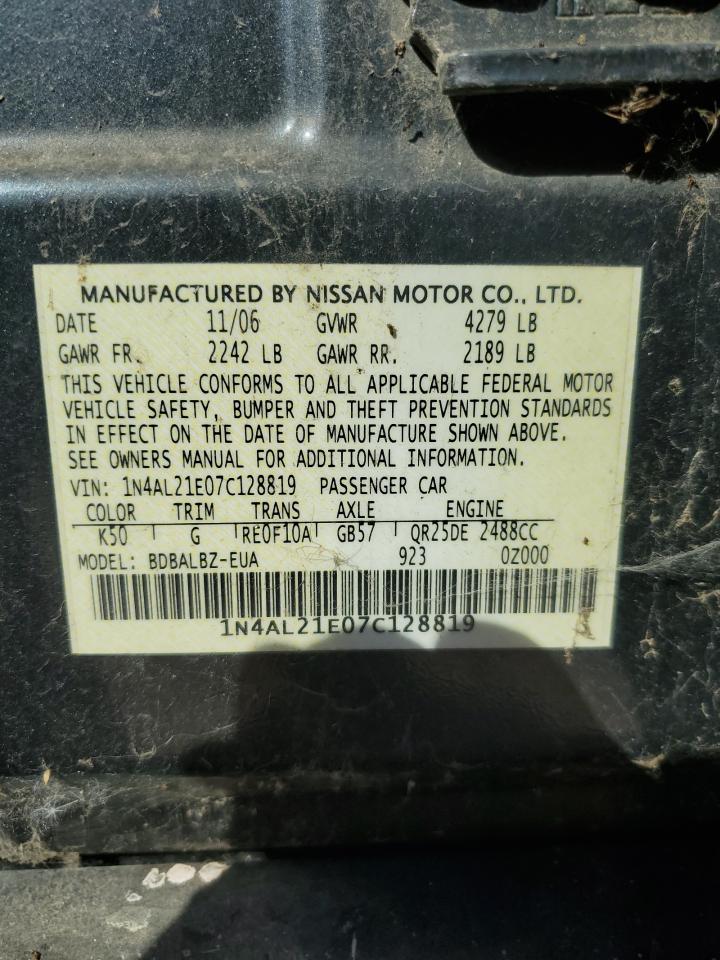 MANUFACTURED BY NISSAN MOTOR CO., LTD.
DATE 11/06 GVWR 4279 LB
GAWR FR. 2242 LB GAWR RR. 2189 LB
THIS VEHICLE CONFORMS TO ALL APPLICABLE FEDERAL MOTOR
VEHICLE SAFETY, BUMPER AND THEFT PREVENTION STANDARDS
IN EFFECT ON THE DATE OF MANUFACTURE SHOWN ABOVE.
SEE OWNERS MANUAL FOR ADDITIONAL INFORMATION.
VIN: 1N4AL21E07C128819 PASSENGER CAR
COLOR TRIM TRANS AXLE ENGINE
K50 G RE0F10A GB57 QR25DE 2488CC
MODEL: BDBALBZ-EUA 923 0Z000
1N4AL21E07C128819